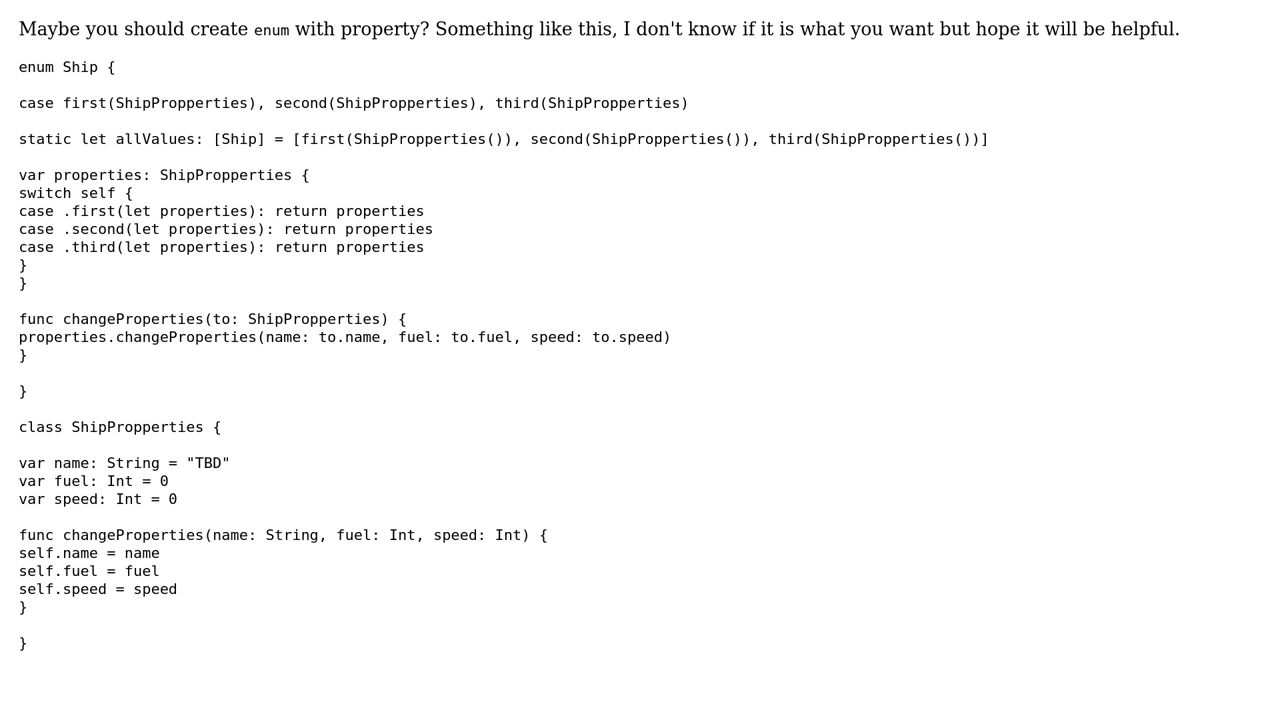 Maybe you should create enum with property? Something like this, I don't know if it is what you want but hope it will be helpful.
enum Ship {
case first(ShipPropperties), second(ShipPropperties), third(ShipPropperties)
static let allValues: [Ship] = [first(ShipPropperties()), second(ShipPropperties()), third(ShipPropperties())]
var properties: ShipPropperties {
switch self {
case .first(let properties): return properties
case .second(let properties): return properties
case .third(let properties): return properties
}
}
func changeProperties(to: ShipPropperties) {
properties.changeProperties(name: to.name, fuel: to.fuel, speed: to.speed)
}
}
class ShipPropperties {
var name: String = "TBD"
var fuel: Int = 0
var speed: Int = 0
func changeProperties(name: String, fuel: Int, speed: Int) {
self.name = name
self.fuel = fuel
self.speed = speed
}
}